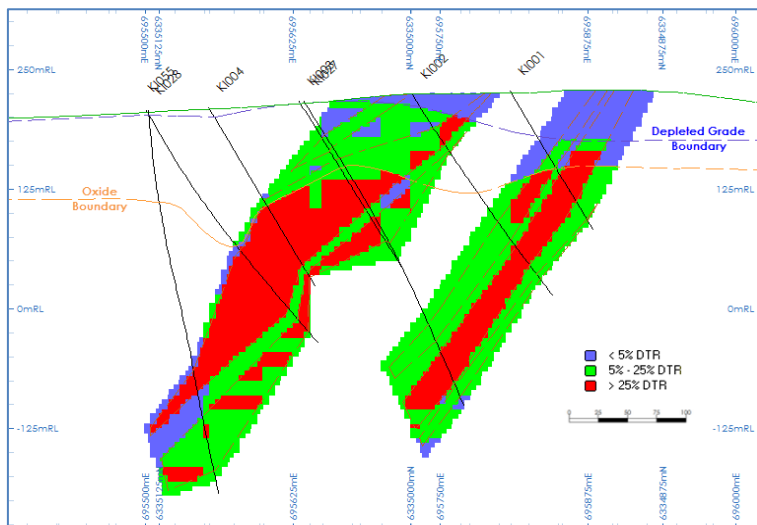 695500mE
6335125mN
695625mE
6335000mN
695750mE
695875mE
6334875mN
696000mE
KI055
KI028
KI004
KI027
KI002
KI001
250mRL
250mRL
Depleted Grade
Boundary
125mRL
125mRL
Oxide
Boundary
0mRL
0mRL
< 5% DTR
5% - 25% DTR
> 25% DTR
0 25 50 75 100
-125mRL
-125mRL
695500mE
6335125mN
695625mE
6335000mN
695750mE
695875mE
6334875mN
696000mE